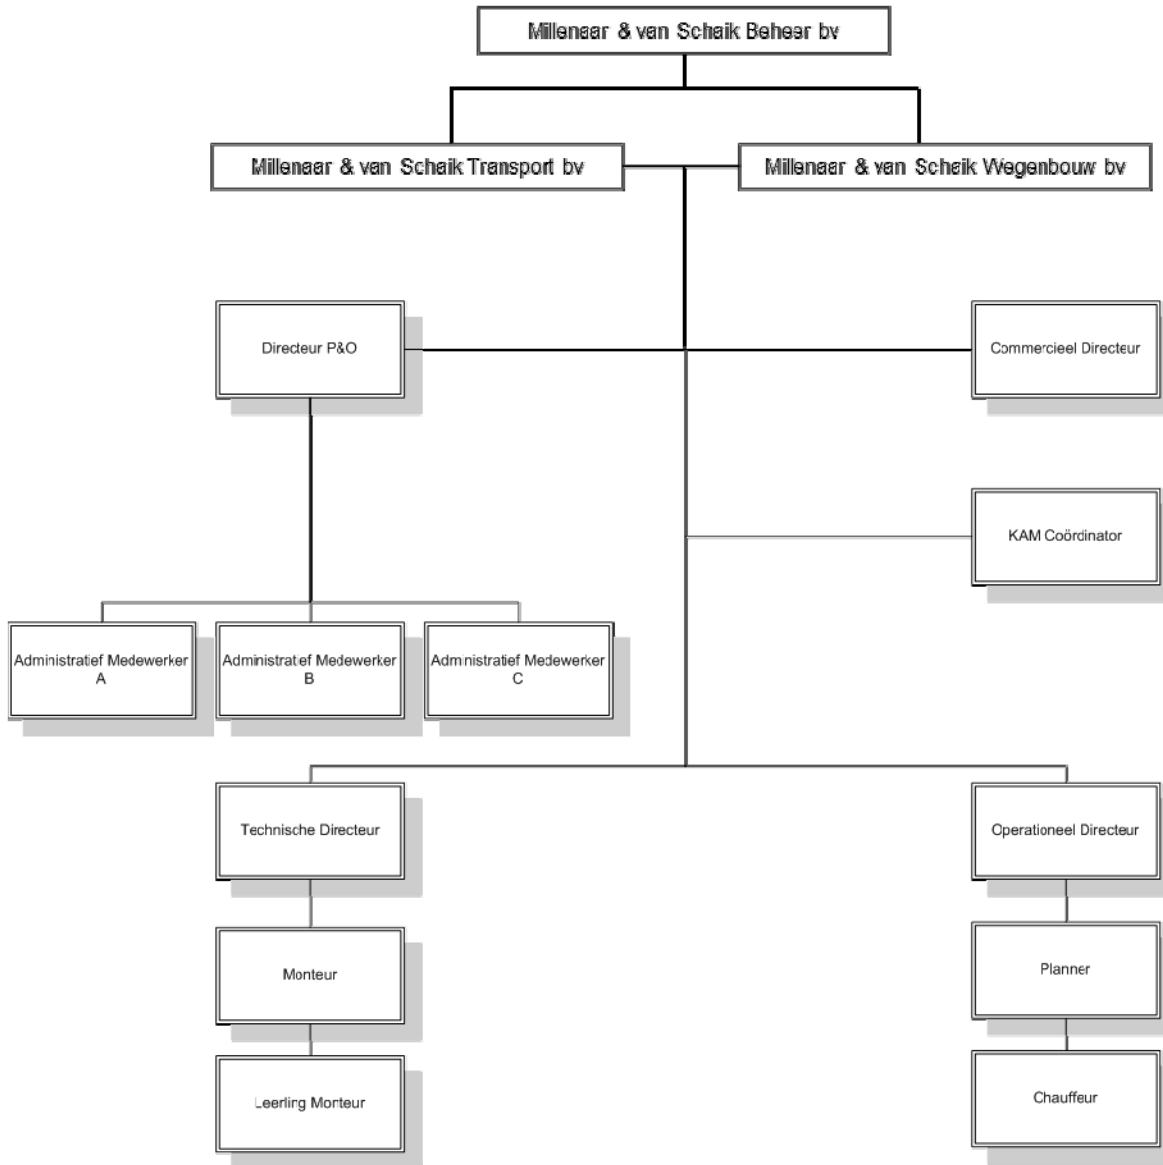 Millenaar & van Schaik Beheer bv
Millenaar & van Schaik Transport bv
Millenaar & van Schaik Wegenbouw bv
Directeur P&O
Commercieel Directeur
KAM Coördinator
Administratief Medewerker
A
Administratief Medewerker
B
Administratief Medewerker
C
Technische Directeur
Operationeel Directeur
Monteur
Planner
Leerling Monteur
Chauffeur